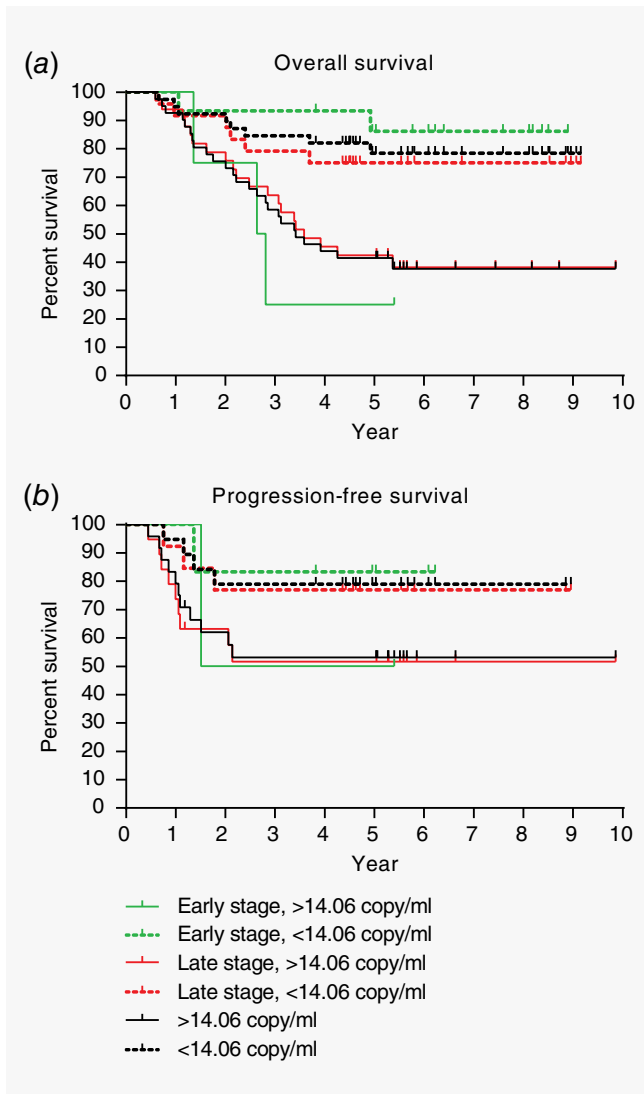 (a)
Overall survival
100
90
80
70
60
50
40
30
20
10
0
Percent survival
0 1 2 3 4 5 6 7 8 9 10
Year
(b)
Progression-free survival
100
90
80
70
60
50
40
30
20
10
0
Percent survival
0 1 2 3 4 5 6 7 8 9 10
Year
Early stage, >14.06 copy/ml
Early stage, <14.06 copy/ml
Late stage, >14.06 copy/ml
Late stage, <14.06 copy/ml
>14.06 copy/ml
<14.06 copy/ml